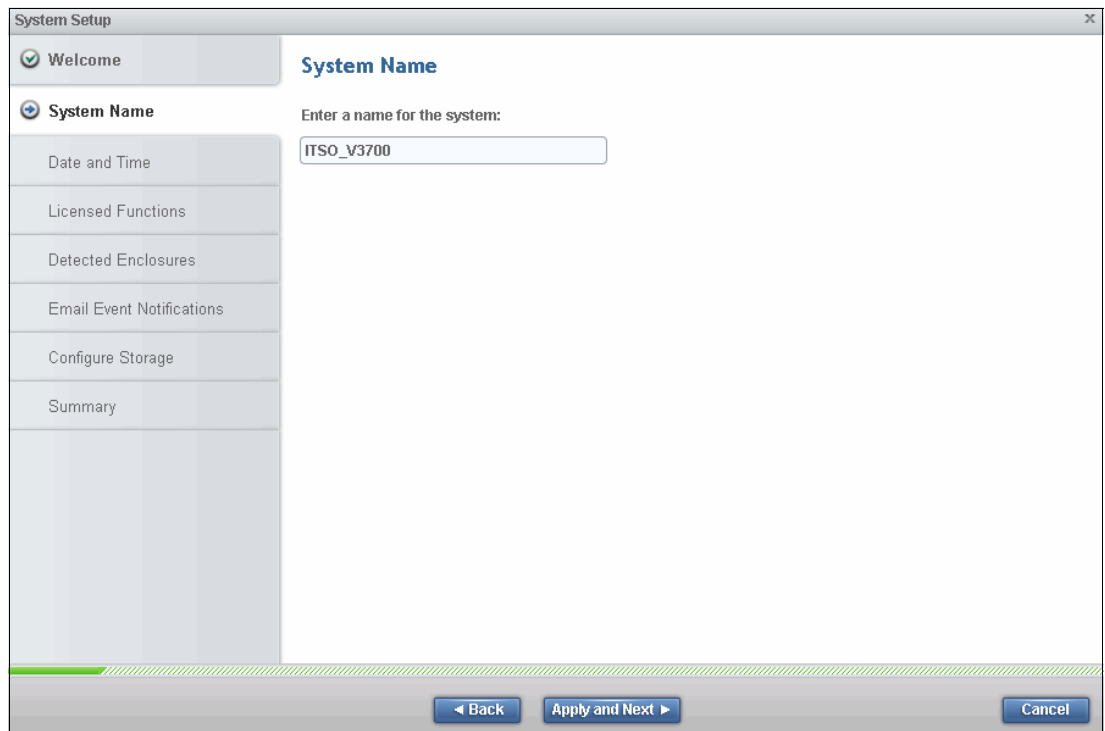 System Setup
x
Welcome
System Name
Date and Time
Licensed Functions
Detected Enclosures
Email Event Notifications
Configure Storage
Summary
System Name
Enter a name for the system:
ITSO_V3700
Back
Apply and Next
Cancel